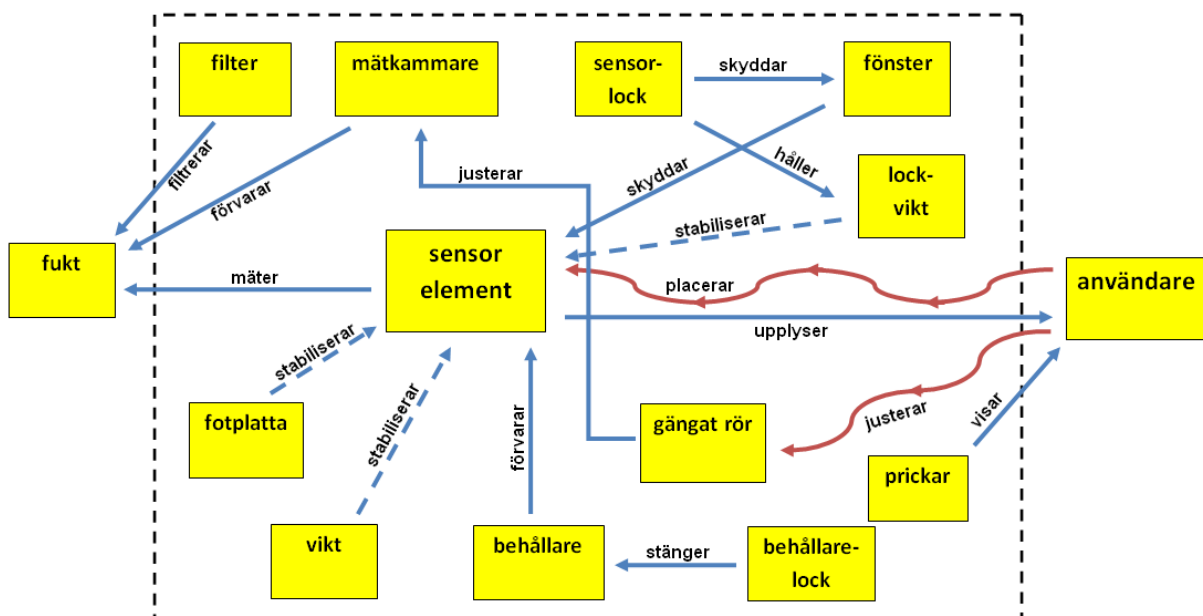 filter
mätkammare
sensor-
lock
skyddar
fönster
filtrerar
förvarar
justerar
skyddar
håller
lock-
vikt
stabiliserar
fukt
mäter
sensor
element
placerar
användare
upplyser
stabiliserar
fotplatta
stabiliserar
förvarar
gängat rör
justerar
visar
prickar
vikt
behållare
stänger
behållare-
lock